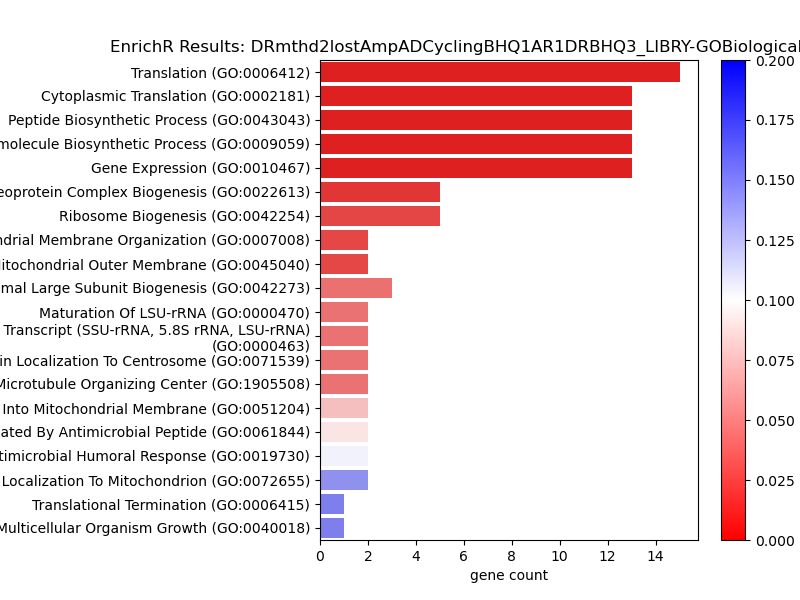 EnrichR Results: DRmthd2lostAmpADCyclingBHQ1AR1DRBHQ3_LIBRY-GOBiological
Translation (GO:0006412)
Cytoplasmic Translation (GO:0002181)
Peptide Biosynthetic Process (GO:0043043)
molecule Biosynthetic Process (GO:0009059)
Gene Expression (GO:0010467)
eoprotein Complex Biogenesis (GO:0022613)
Ribosome Biogenesis (GO:0042254)
ndrial Membrane Organization (GO:0007008)
Mitochondrial Outer Membrane (GO:0045040)
mal Large Subunit Biogenesis (GO:0042273)
Maturation Of LSU-rRNA (GO:0000470)
Transcript (SSU-rRNA, 5.8S rRNA, LSU-rRNA)
(GO:0000463)
in Localization To Centrosome (GO:0071539)
Microtubule Organizing Center (GO:1905508)
Into Mitochondrial Membrane (GO:0051204)
ated By Antimicrobial Peptide (GO:0061844)
ntimicrobial Humoral Response (GO:0019730)
Localization To Mitochondrion (GO:0072655)
Translational Termination (GO:0006415)
Multicellular Organism Growth (GO:0040018)
0 2 4 6 8 10 12 14
gene count
0.200
0.175
0.150
0.125
0.100
0.075
0.050
0.025
0.000